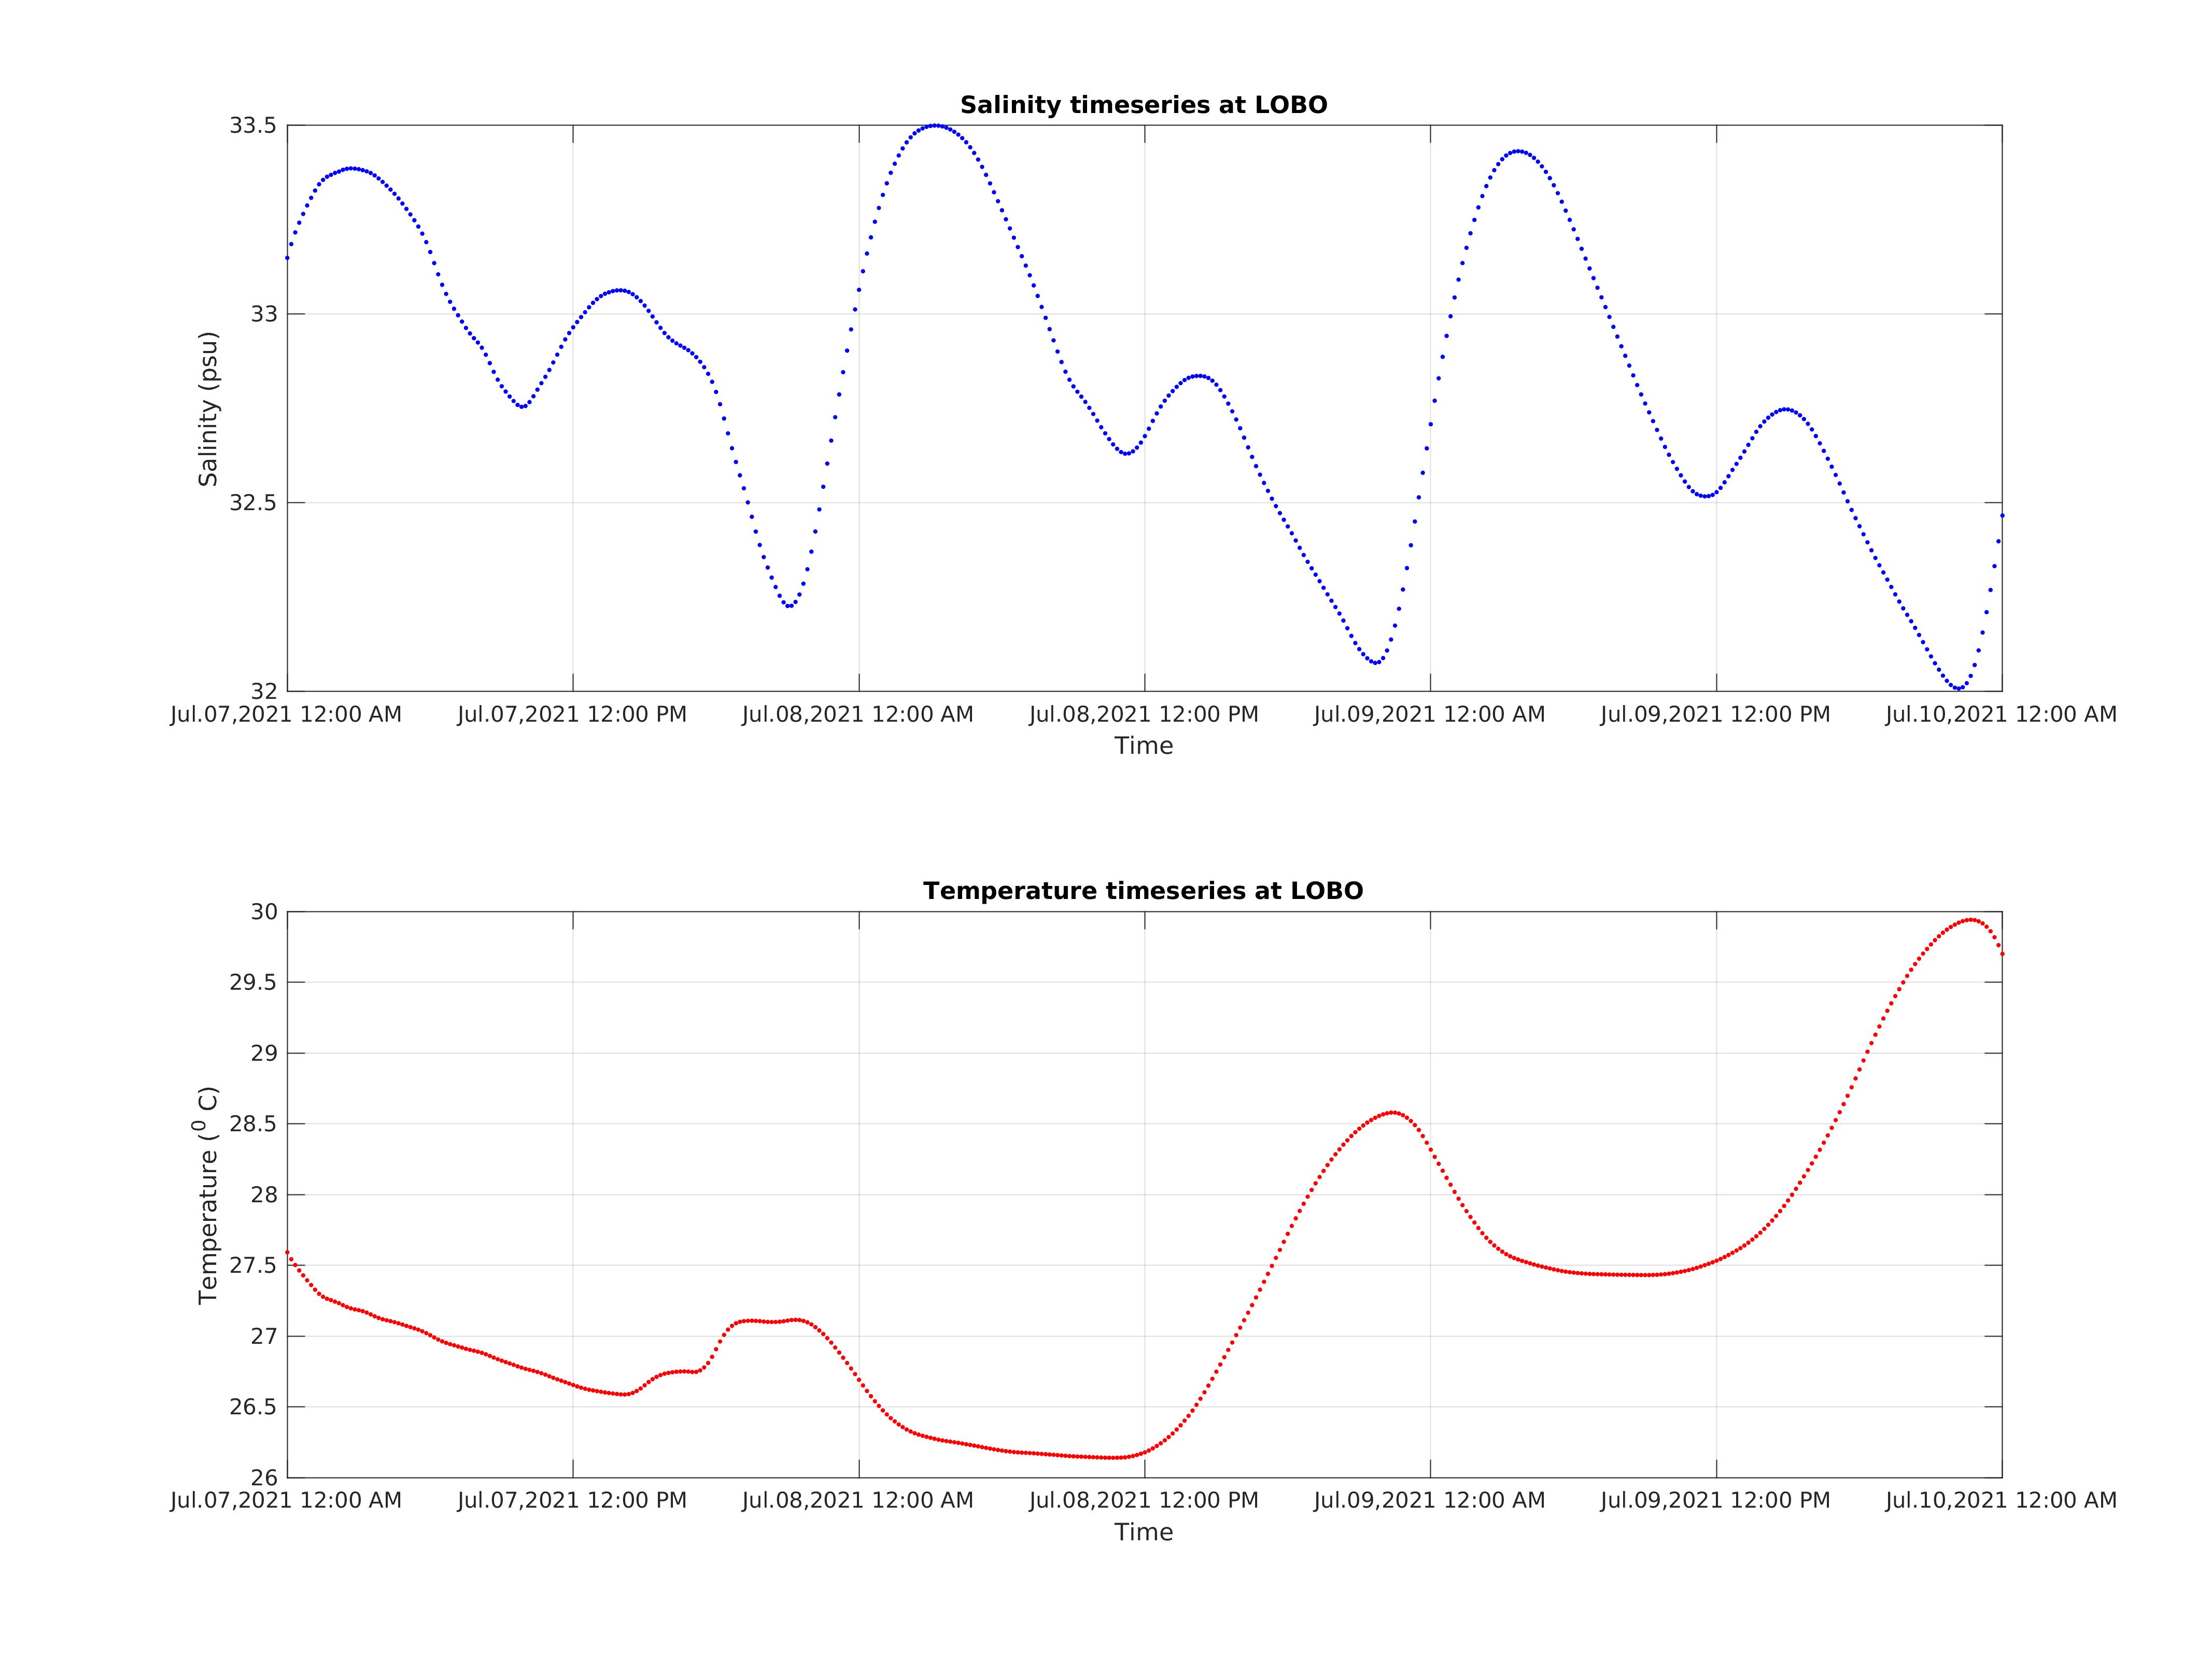 Salinity timeseries at LOBO
33.5
33
32.5
32
Salinity (psu)
Jul.07,2021 12:00 AM Jul.07,2021 12:00 PM Jul.08,2021 12:00 AM Jul.08,2021 12:00 PM Jul.09,2021 12:00 AM Jul.09,2021 12:00 PM Jul.10,2021 12:00 AM
Time
Temperature timeseries at LOBO
30
29.5
29
28.5
28
27.5
27
26.5
26
Temperature (⁰ C)
Jul.07,2021 12:00 AM Jul.07,2021 12:00 PM Jul.08,2021 12:00 AM Jul.08,2021 12:00 PM Jul.09,2021 12:00 AM Jul.09,2021 12:00 PM Jul.10,2021 12:00 AM
Time